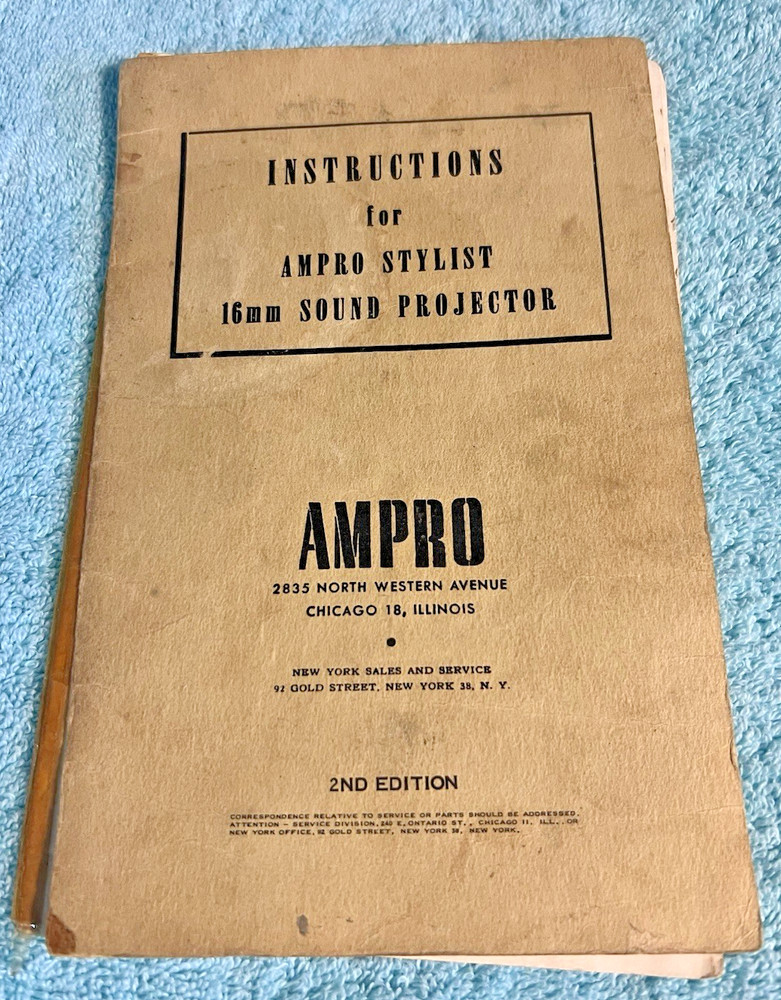 INSTRUCTIONS
for
AMPRO STYLIST
16mm SOUND PROJECTOR
AMPRO
2835 NORTH WESTERN AVENUE
CHICAGO 18, ILLINOIS
•
NEW YORK SALES AND SERVICE
92 GOLD STREET, NEW YORK 38, N. Y.
2ND EDITION
CORRESPONDENCE RELATIVE TO SERVICE OR PARTS SHOULD BE ADDRESSED,
ATTENTION — SERVICE DIVISION, 240 E. ONTARIO ST., CHICAGO 11, ILL., OR
NEW YORK OFFICE, 92 GOLD STREET, NEW YORK 38, NEW YORK.